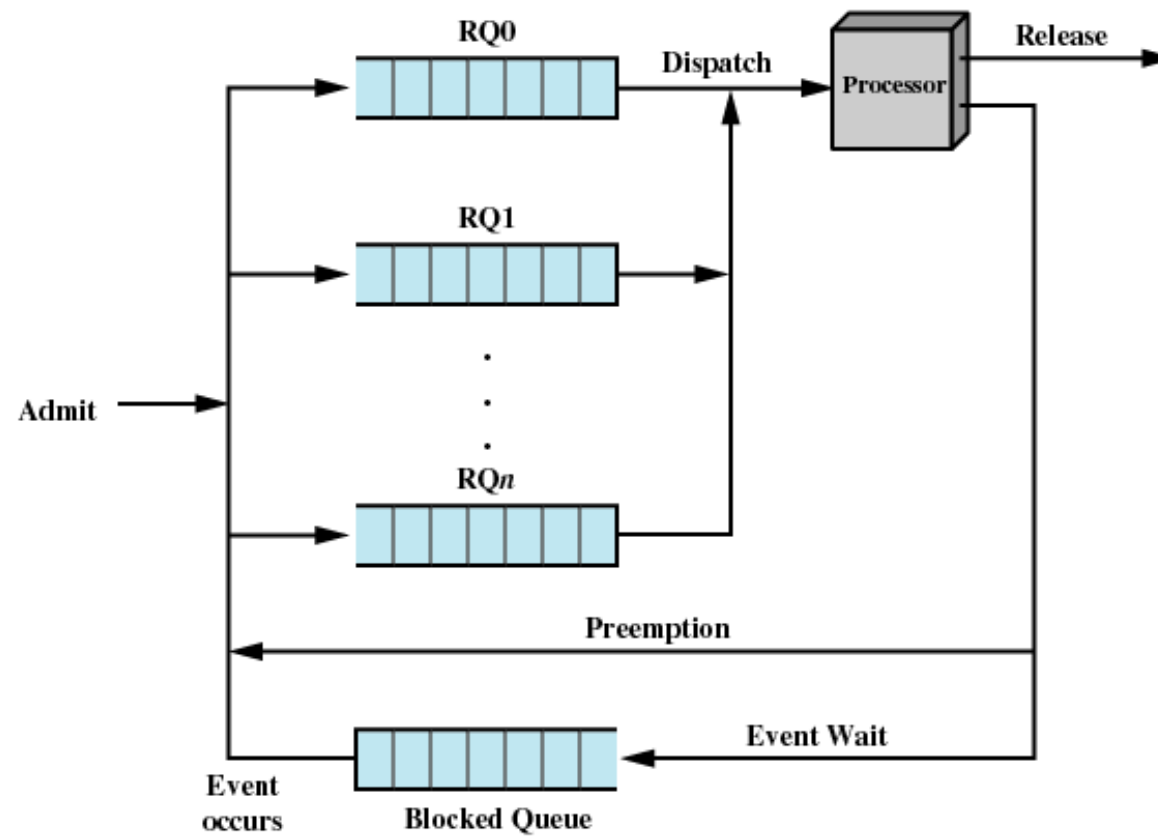 RQ0
Release
Dispatch
Processor
RQ1
Admit
RQn
Preemption
Event Wait
Event
occurs
Blocked Queue